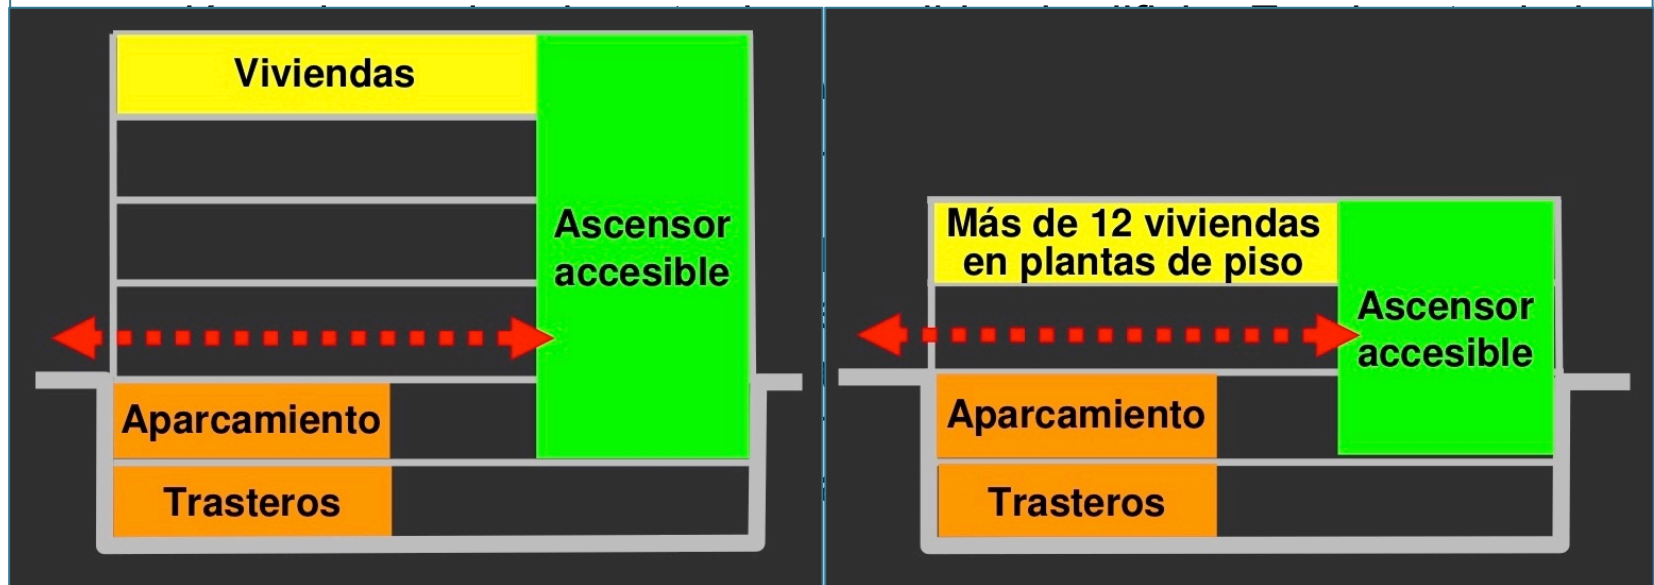 Viviendas
Ascensor
accesible
Aparcamiento
Trasteros
Más de 12 viviendas
en plantas de piso
Ascensor
accesible
Aparcamiento
Trasteros